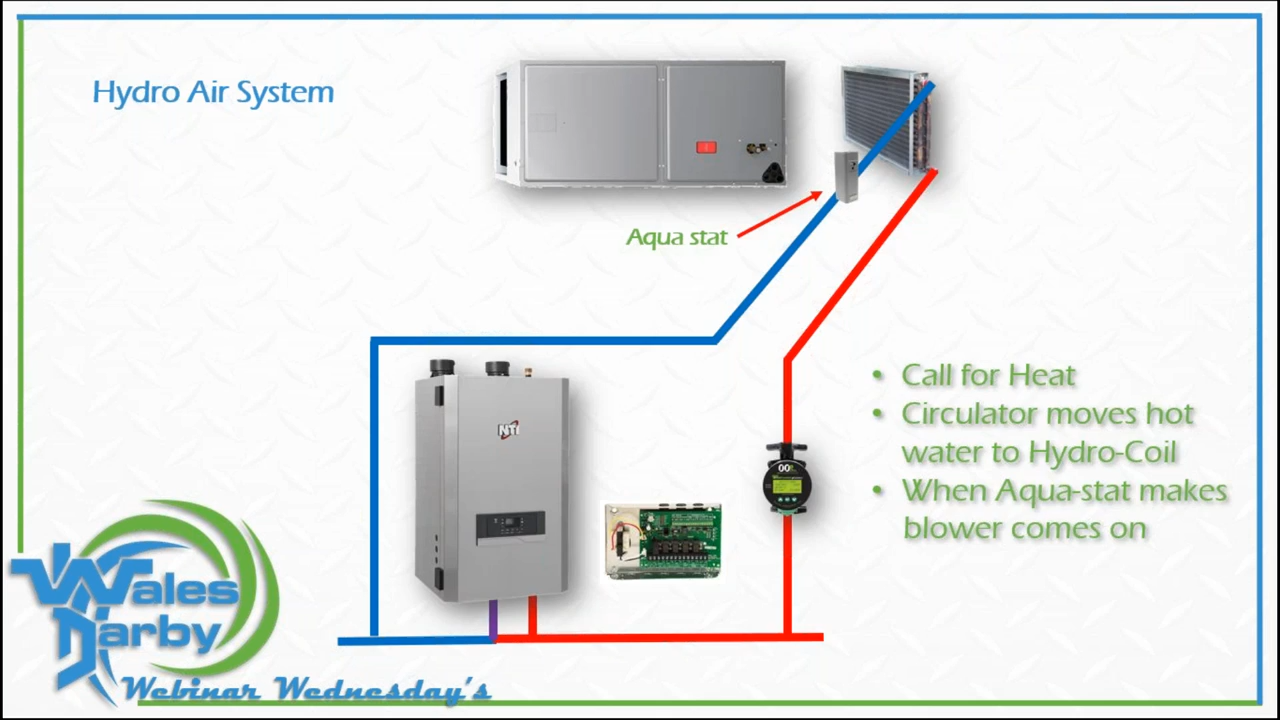 Hydro Air System
Aqua stat
NTI
00e
• Call for Heat
• Circulator moves hot
water to Hydro-Coil
• When Aqua-stat makes
blower comes on
Wales
Darby
Webinar Wednesday's